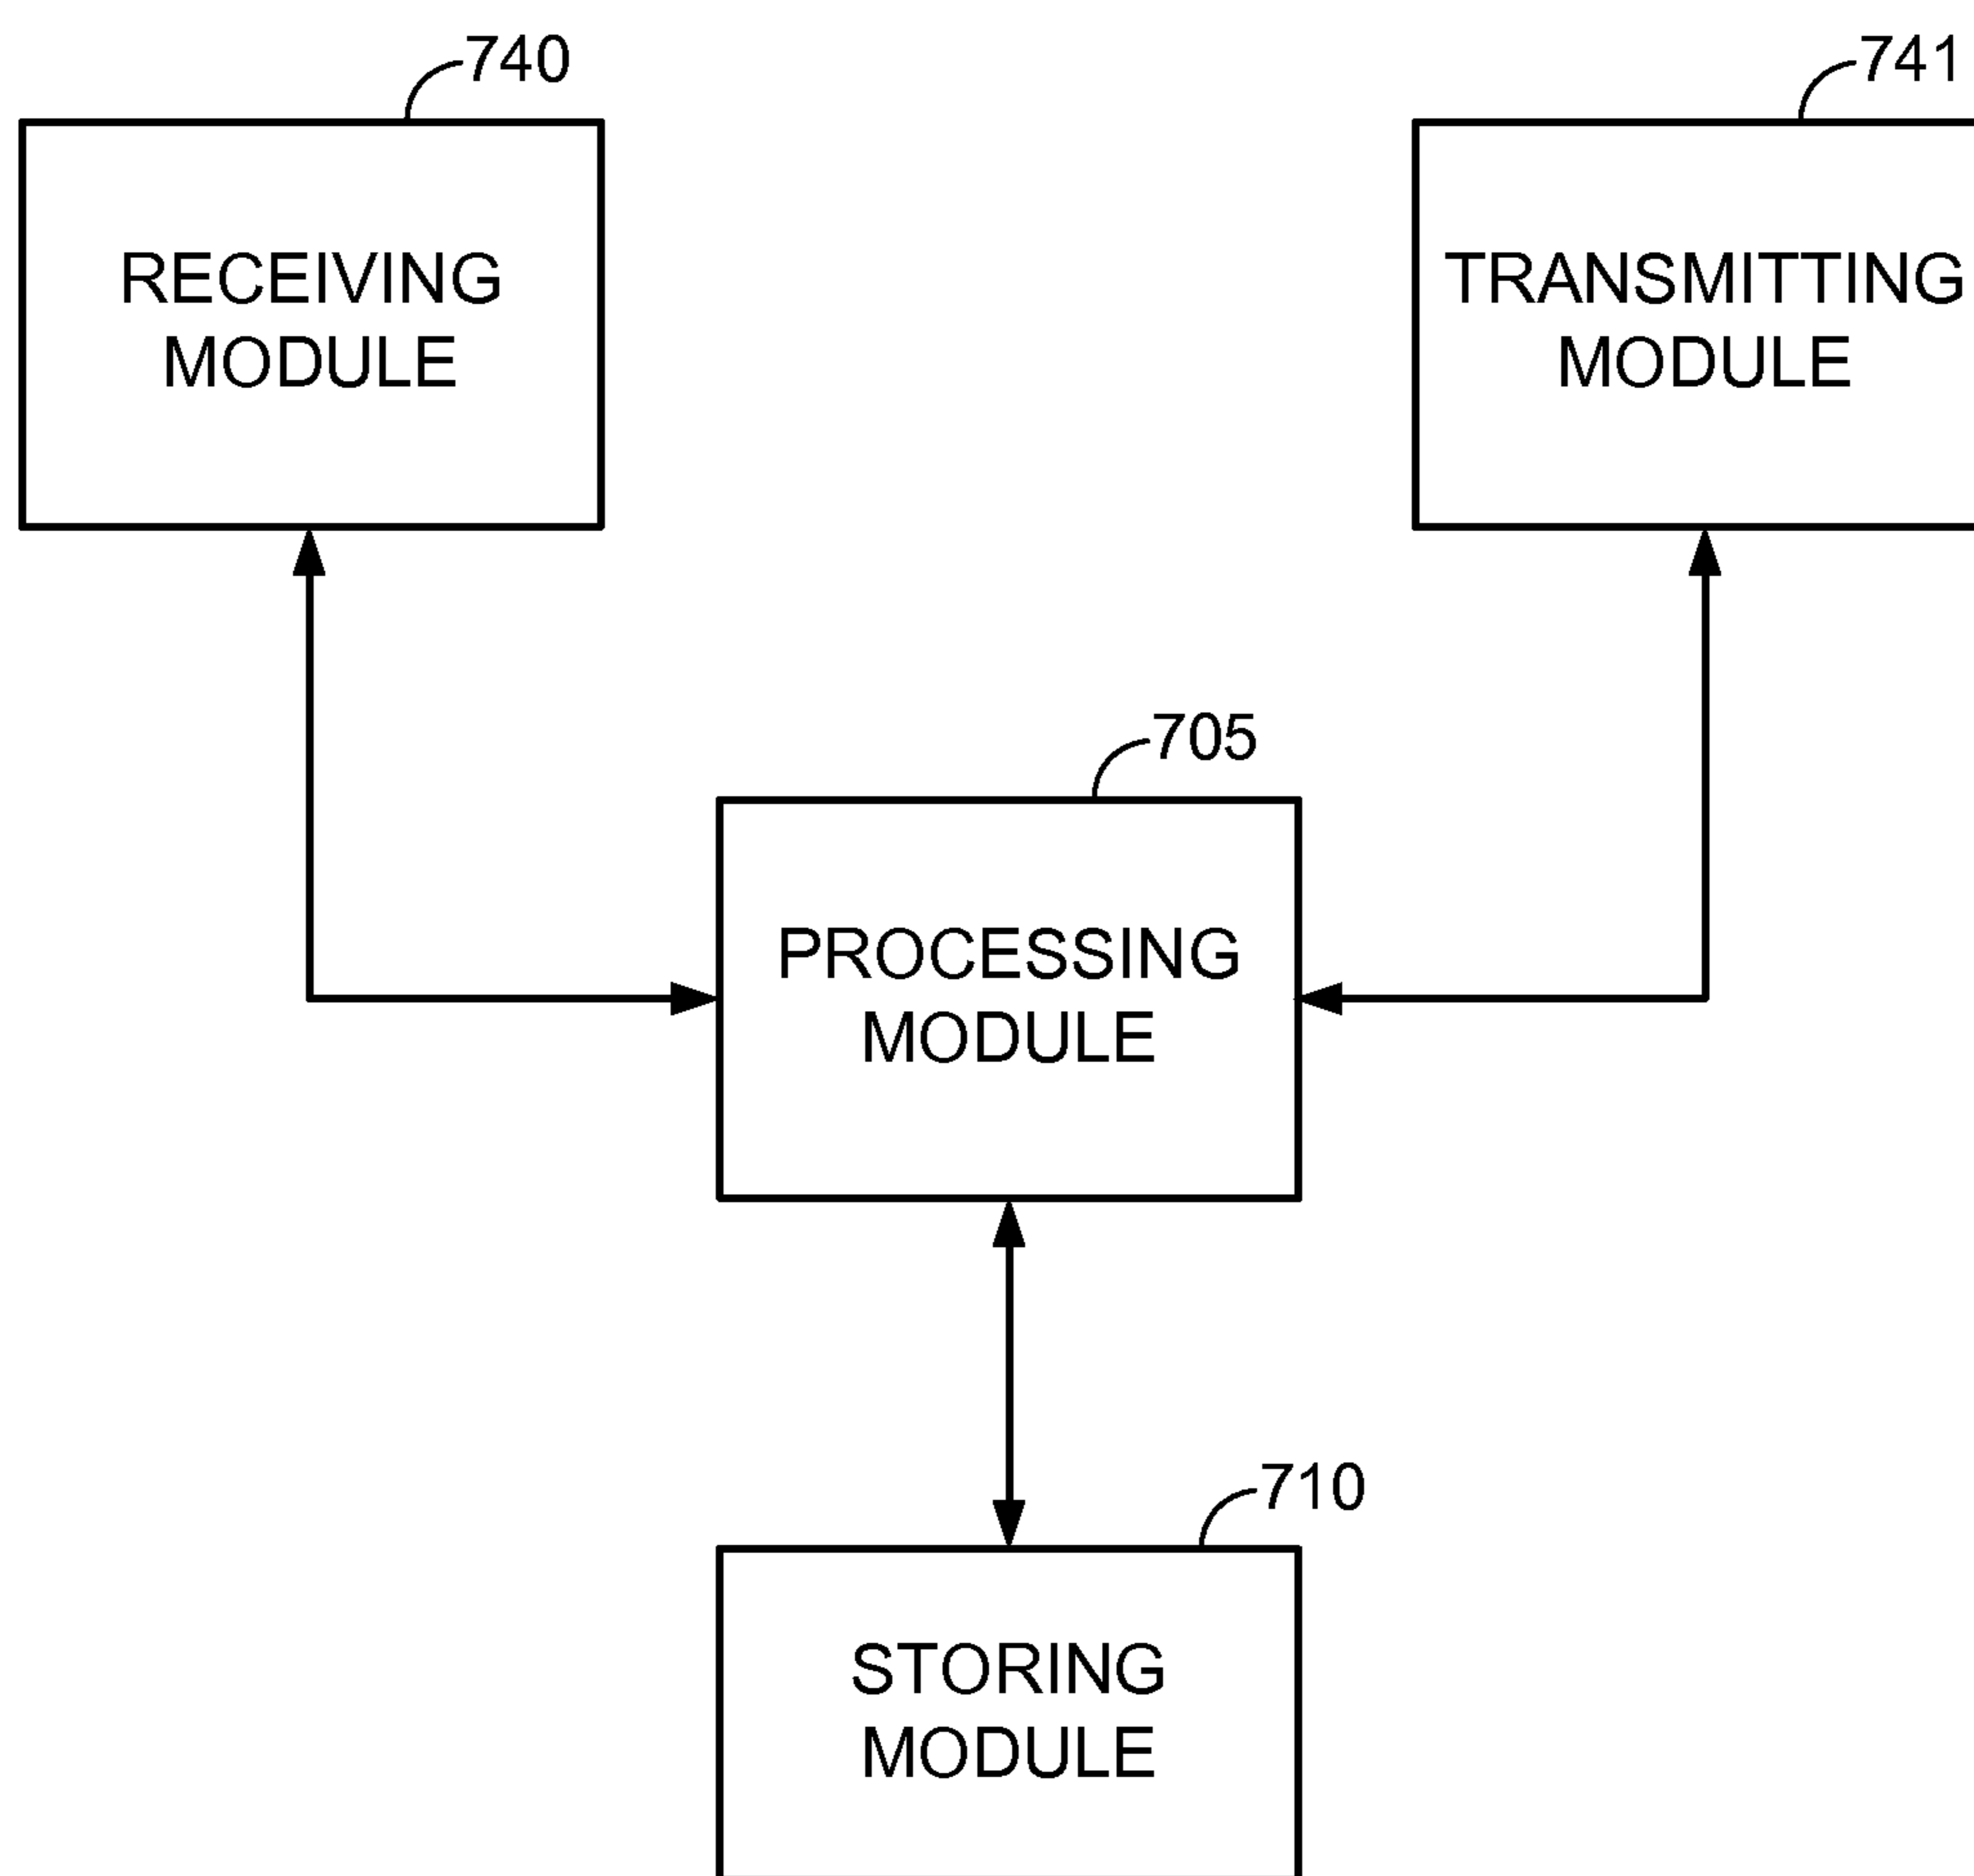 740
741
RECEIVING
MODULE
TRANSMITTING
MODULE
705
PROCESSING
MODULE
710
STORING
MODULE